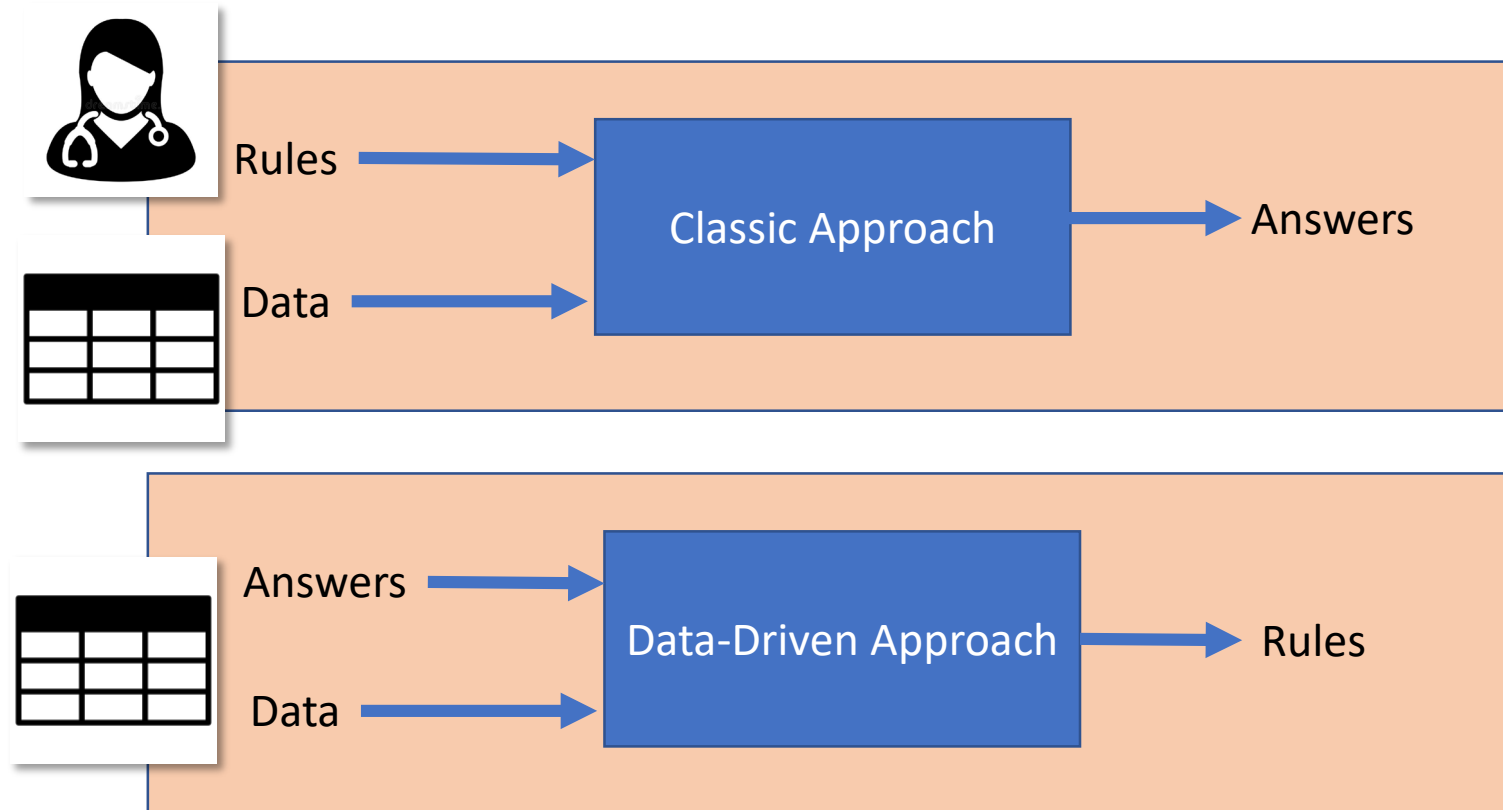 Rules
Classic Approach
Answers
Data
Answers
Data-Driven Approach
Rules
Data